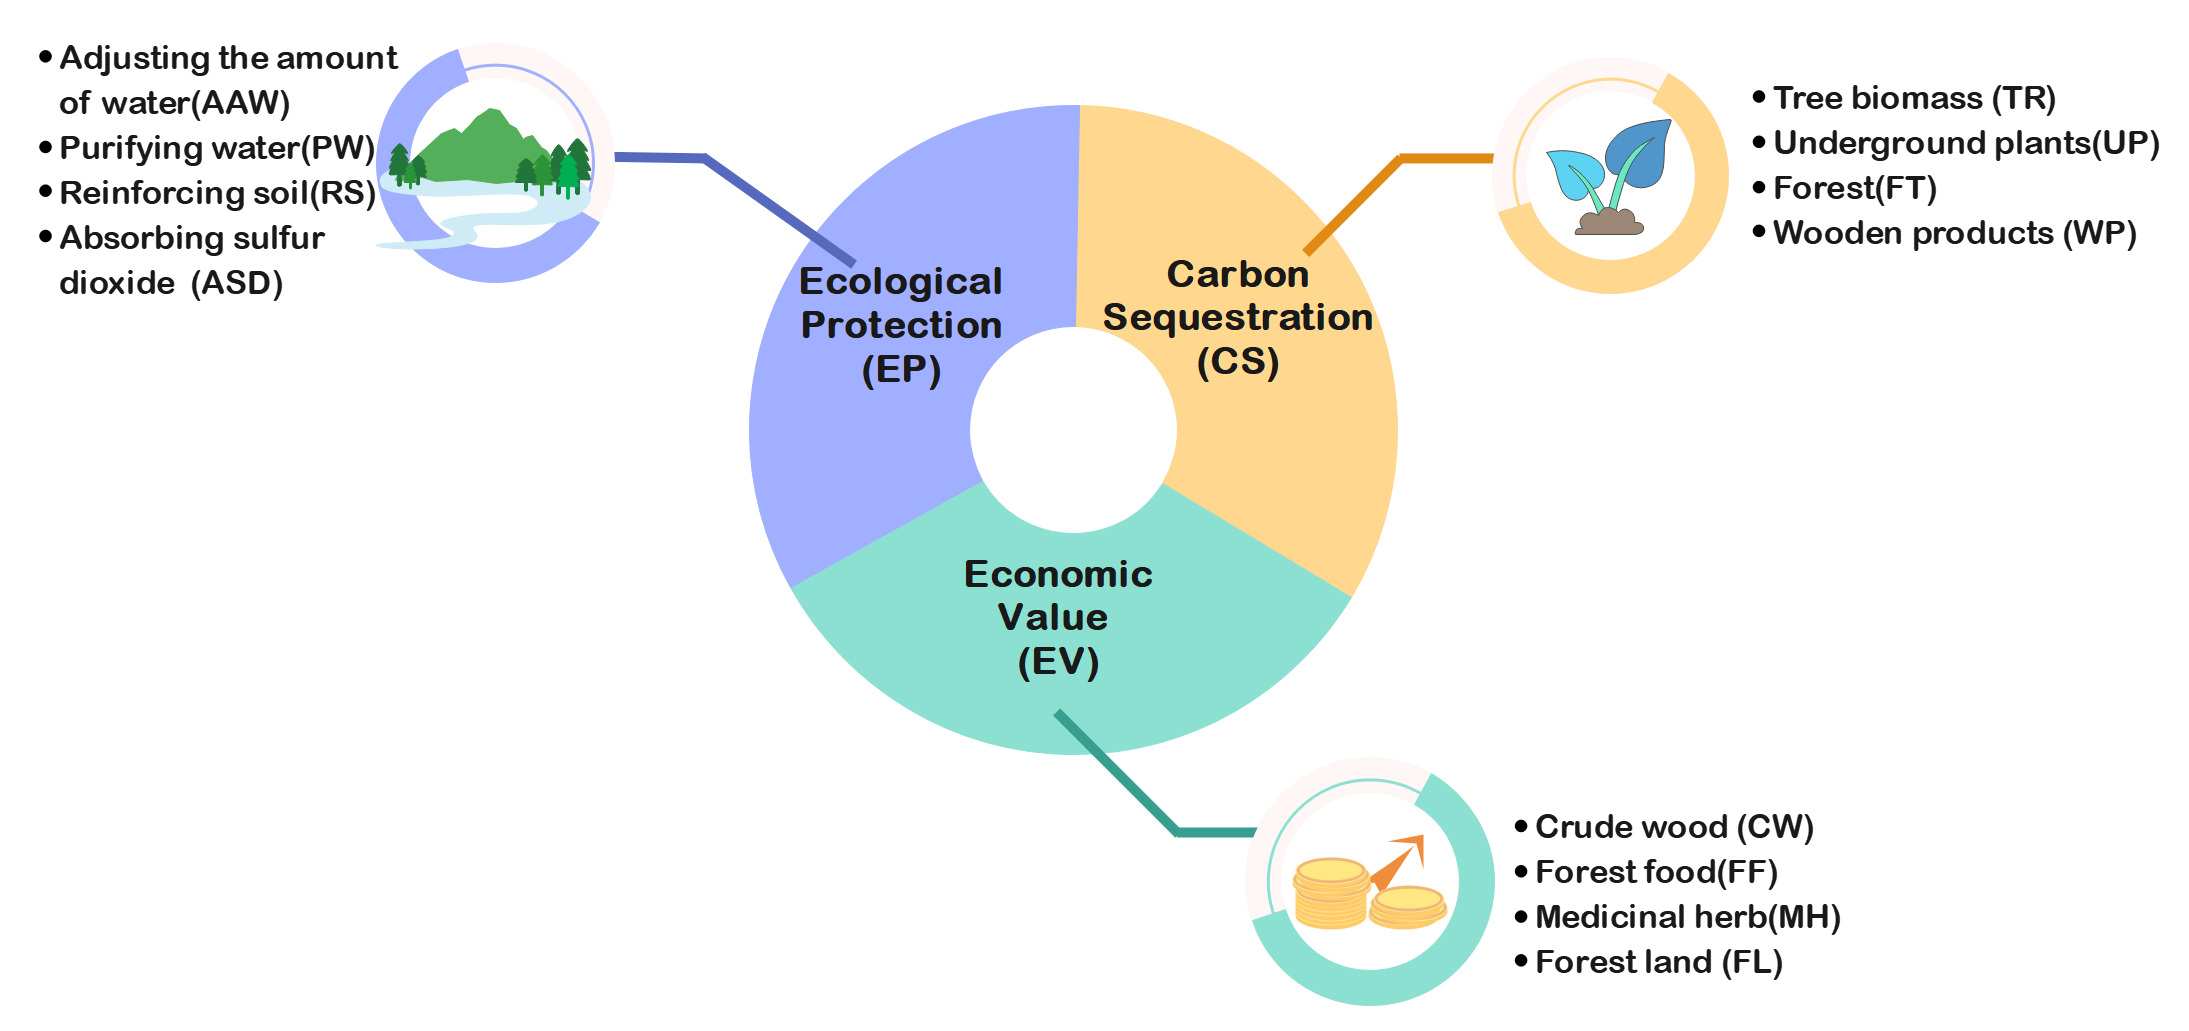 • Adjusting the amount
of water(AAW)
• Purifying water(PW)
• Reinforcing soil(RS)
• Absorbing sulfur
dioxide (ASD)
Ecological
Protection
(EP)
Carbon
Sequestration
(CS)
• Tree biomass (TR)
• Underground plants(UP)
• Forest(FT)
• Wooden products (WP)
Economic
Value
(EV)
• Crude wood (CW)
• Forest food(FF)
• Medicinal herb(MH)
• Forest land (FL)